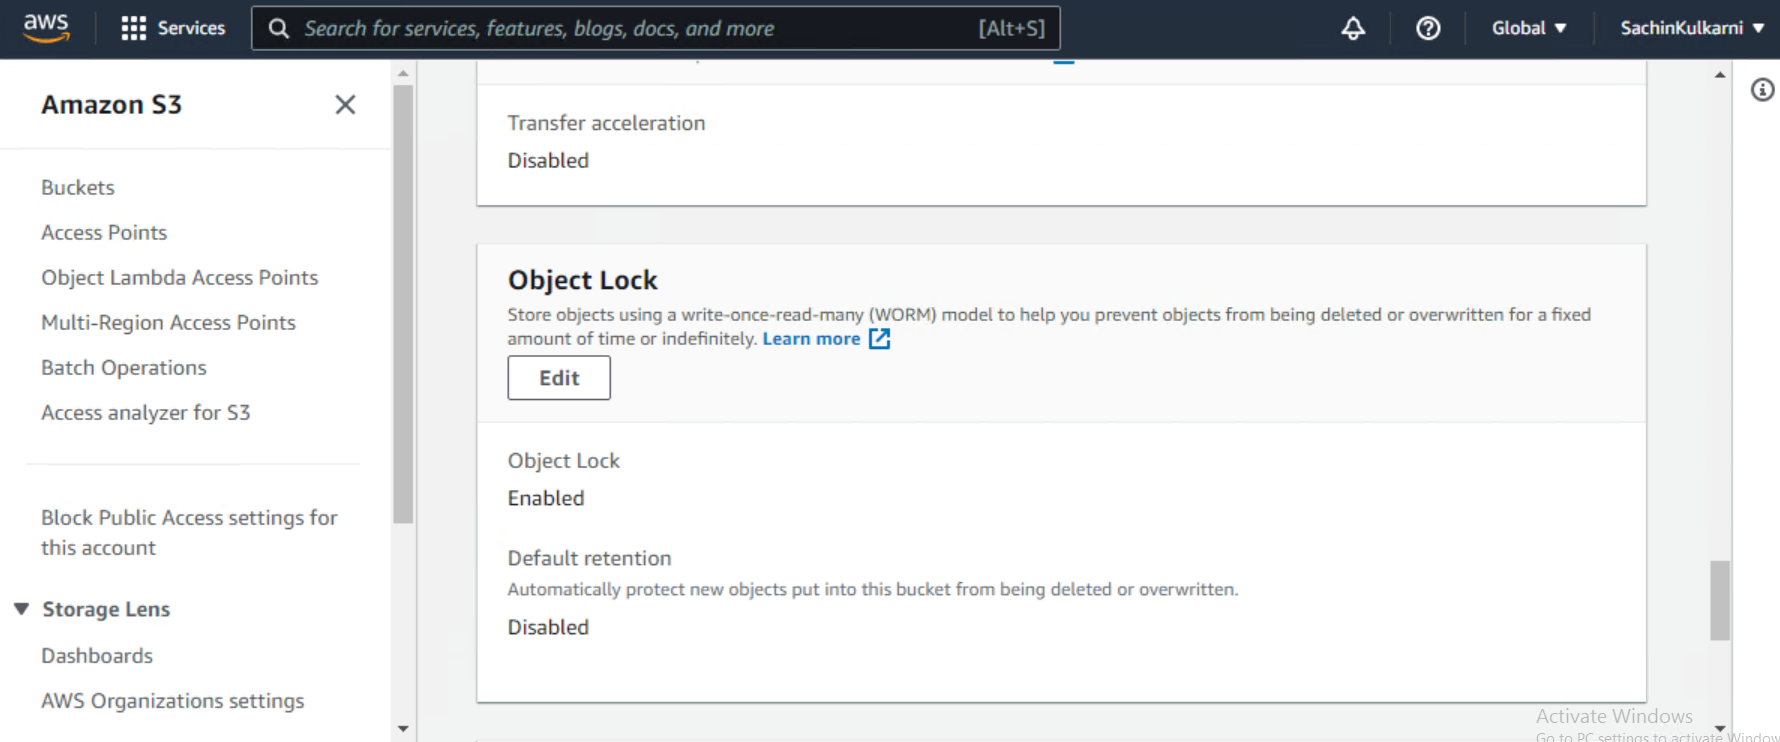 aws
Services
Search for services, features, blogs, docs, and more
[Alt+S]
Global
SachinKulkarni
Amazon S3
Buckets
Access Points
Object Lambda Access Points
Multi-Region Access Points
Batch Operations
Access analyzer for S3
Block Public Access settings for
this account
Storage Lens
Dashboards
AWS Organizations settings
Transfer acceleration
Disabled
Object Lock
Store objects using a write-once-read-many (WORM) model to help you prevent objects from being deleted or overwritten for a fixed
amount of time or indefinitely. Learn more
Edit
Object Lock
Enabled
Default retention
Automatically protect new objects put into this bucket from being deleted or overwritten.
Disabled
Activate Windows
Go to PC settings to activate Window